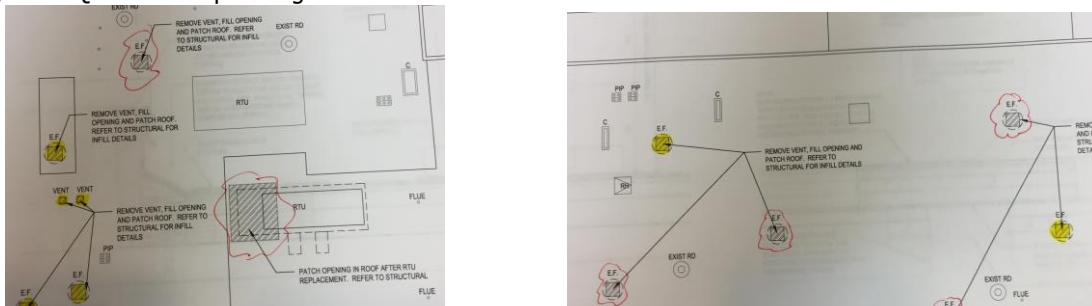 EXIST RD
REMOVE VENT, FILL OPENING
AND PATCH ROOF. REFER
TO STRUCTURAL FOR INFILL
DETAILS
E.F.
EXIST RD
C
RTU
REMOVE VENT, FILL
OPENING AND PATCH ROOF.
REFER TO STRUCTURAL FOR
INFILL DETAILS
E.F.
VENT VENT
REMOVE VENT, FILL OPENING
AND PATCH ROOF. REFER TO
STRUCTURAL FOR INFILL
DETAILS
PIP
RTU
FLUE
PATCH OPENING IN ROOF AFTER RTU
REPLACEMENT. REFER TO STRUCTURAL
E.F.
E.F.
FLUE
PIP PIP
C
C
E.F.
REMOVE VENT, FILL OPENING AND
PATCH ROOF. REFER TO
STRUCTURAL FOR INFILL DETAILS
RH
E.F.
E.F.
EXIST RD
E.F.
E.F.
EXIST RD
FLUE
E.F.